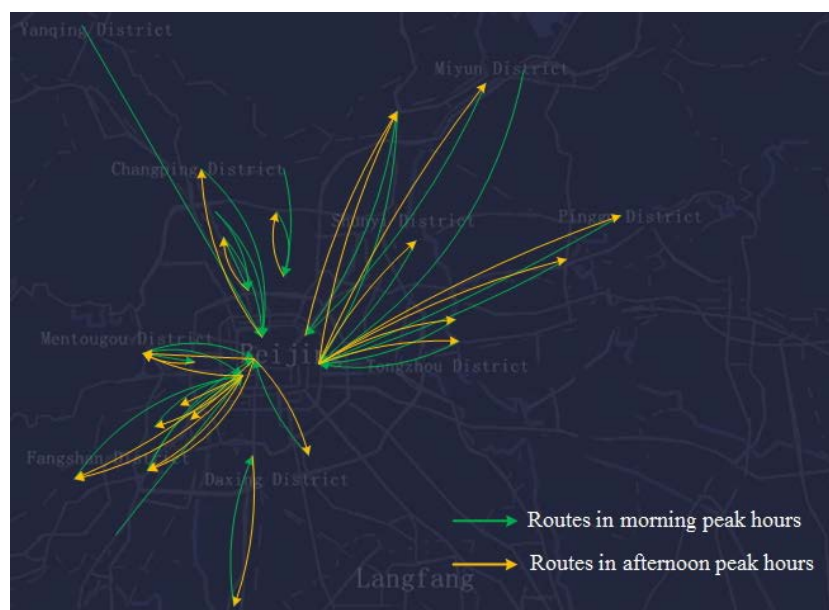 Yanqing District
Miyun District
Changping District
Shunyi District
Pinggu District
Mentougou District
Beijing
Tongzhou District
Fangshan District
Daxing District
Routes in morning peak hours
Routes in afternoon peak hours
Langfang